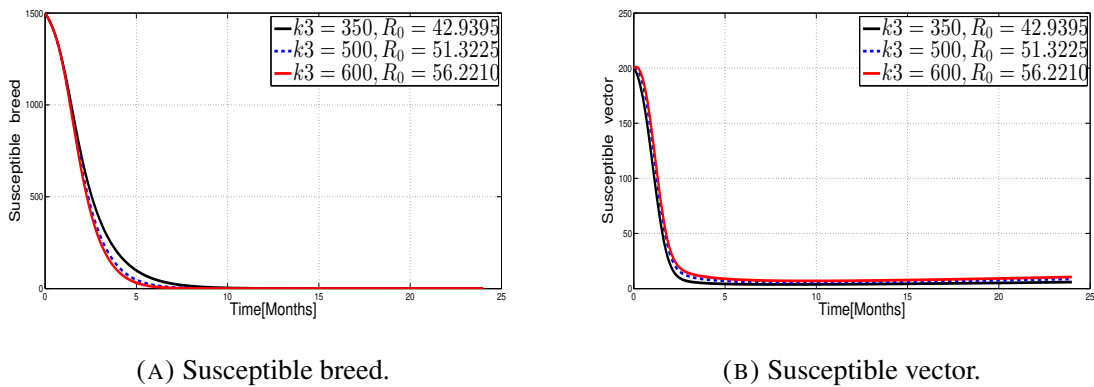 1500
1000
500
0
Susceptible breed
k3 = 350, R₀ = 42.9395
k3 = 500, R₀ = 51.3225
k3 = 600, R₀ = 56.2210
0 5 10 15 20 25
Time[Months]
(A) Susceptible breed.
250
200
150
100
50
0
Susceptible vector
k3 = 350, R₀ = 42.9395
k3 = 500, R₀ = 51.3225
k3 = 600, R₀ = 56.2210
0 5 10 15 20 25
Time[Months]
(B) Susceptible vector.